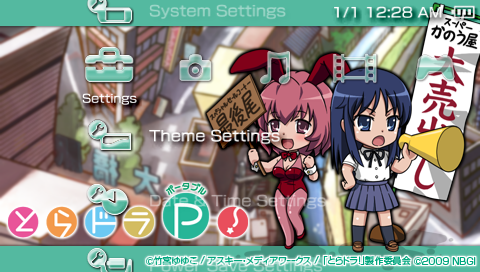 System Settings
1/1 12:28 AM
スーパー
かのう屋
大売出し
Settings
最後尾
Theme Settings
Date & Time Settings
ポータブル
とらドラP!
©竹宮ゆゆこ/アスキー・メディアワークス/「とらドラ!」製作委員会 ©2009 NBGI
Power Save Settings